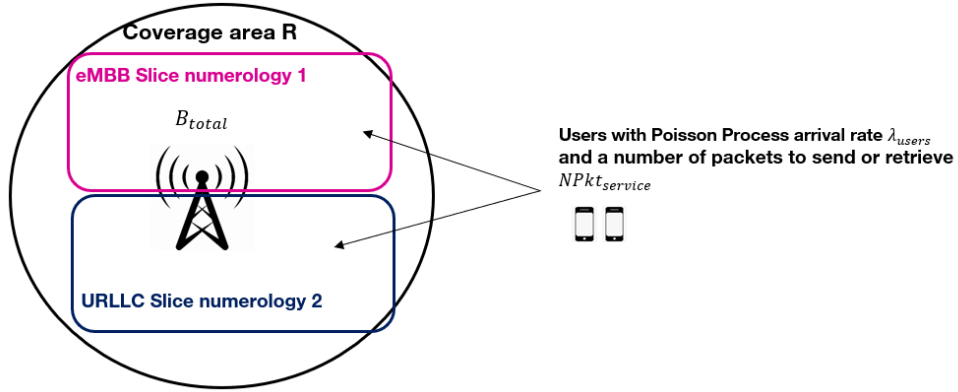 Coverage area R
eMBB Slice numerology 1
B_total
Users with Poisson Process arrival rate λ_users
and a number of packets to send or retrieve
NPkt_service
URLLC Slice numerology 2